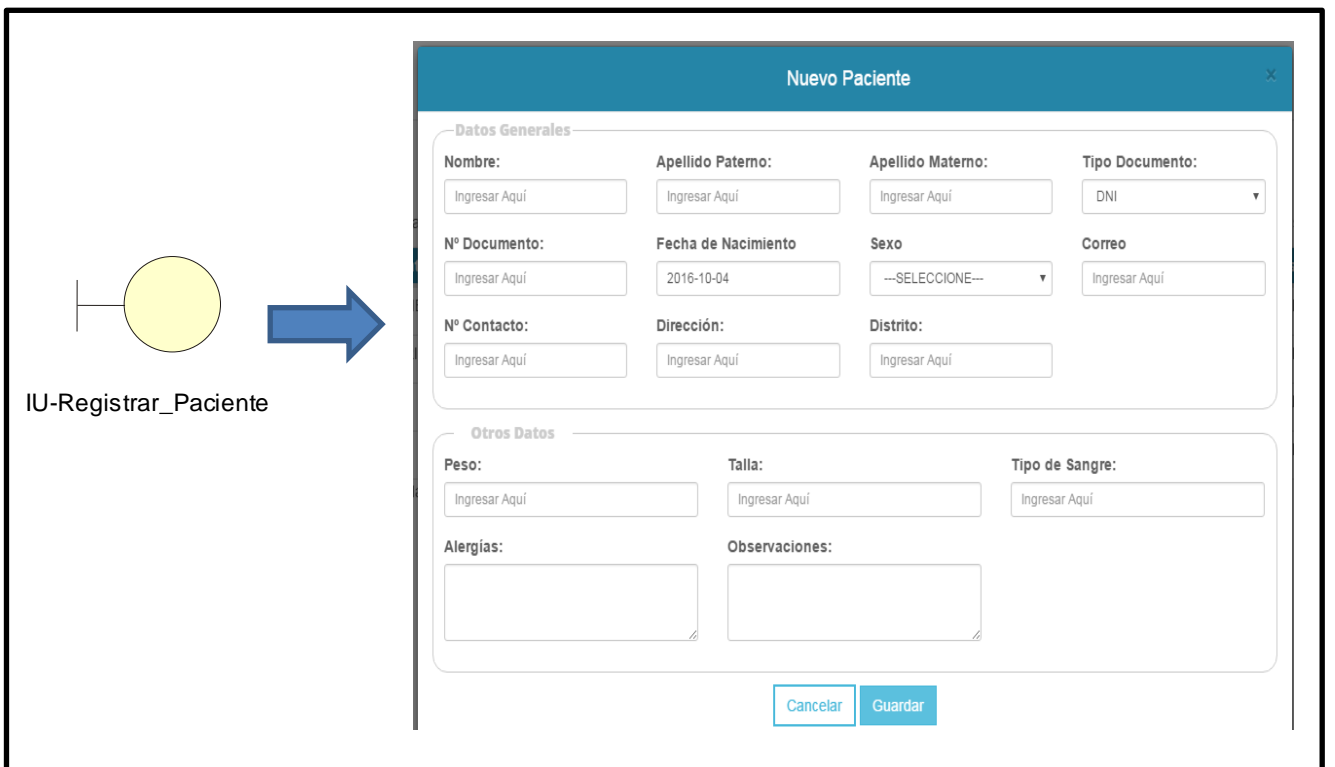 Nuevo Paciente x
Datos Generales
Nombre: Apellido Paterno: Apellido Materno: Tipo Documento:
Ingresar Aquí Ingresar Aquí Ingresar Aquí DNI
Nº Documento: Fecha de Nacimiento Sexo Correo
Ingresar Aquí 2016-10-04 ---SELECCIONE--- Ingresar Aquí
Nº Contacto: Dirección: Distrito:
Ingresar Aquí Ingresar Aquí Ingresar Aquí
IU-Registrar_Paciente
Otros Datos
Peso: Talla: Tipo de Sangre:
Ingresar Aquí Ingresar Aquí Ingresar Aquí
Alergías: Observaciones:
Cancelar Guardar